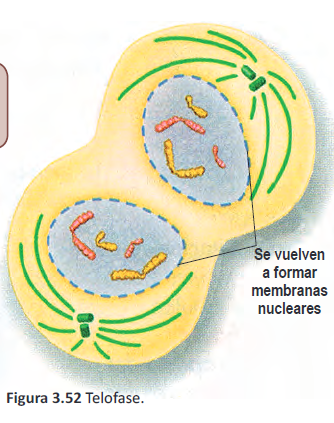 Se vuelven
a formar
membranas
nucleares
Figura 3.52 Telofase.